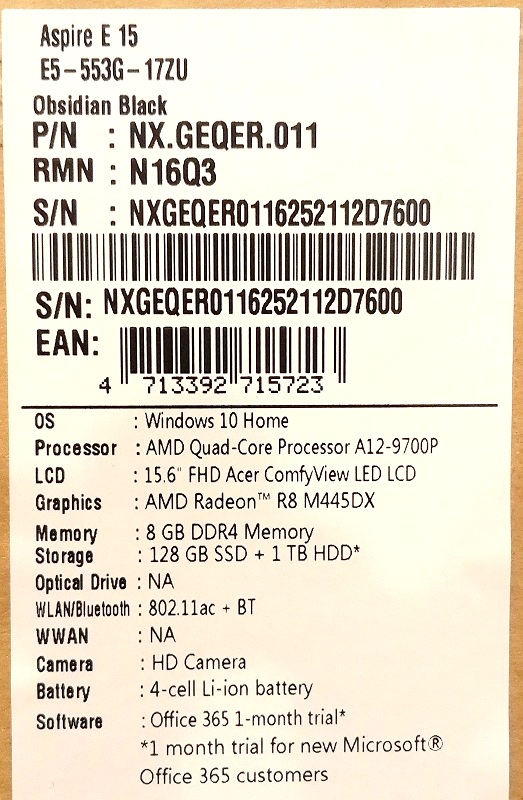 Aspire E 15
E5-553G-17ZU
Obsidian Black
P/N : NX.GEQER.011
RMN : N16Q3
S/N : NXGEQER0116252112D7600
S/N: NXGEQER0116252112D7600
EAN:
4 713392 715723
OS : Windows 10 Home
Processor : AMD Quad-Core Processor A12-9700P
LCD : 15.6" FHD Acer ComfyView LED LCD
Graphics : AMD Radeon™ R8 M445DX
Memory : 8 GB DDR4 Memory
Storage : 128 GB SSD + 1 TB HDD*
Optical Drive : NA
WLAN/Bluetooth : 802.11ac + BT
WWAN : NA
Camera : HD Camera
Battery : 4-cell Li-ion battery
Software : Office 365 1-month trial*
*1 month trial for new Microsoft®
Office 365 customers